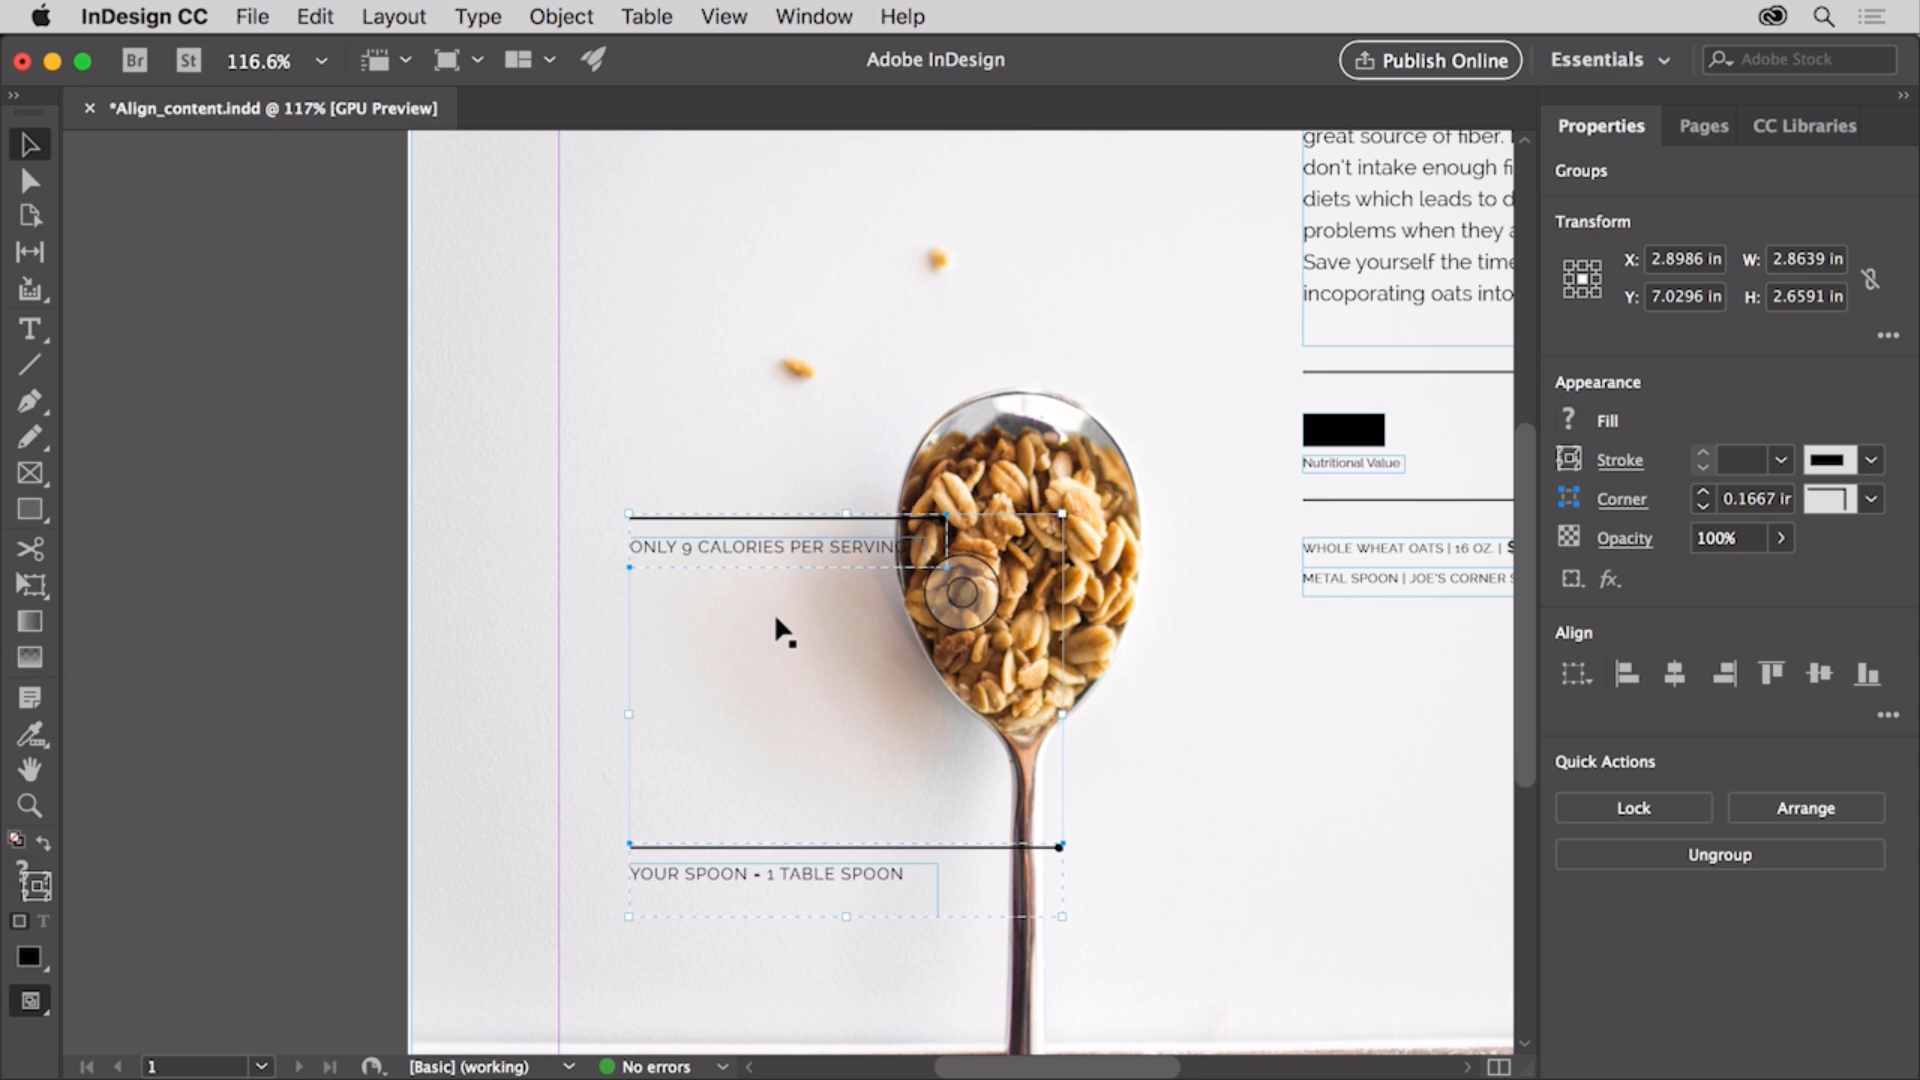 InDesign CC File Edit Layout Type Object Table View Window Help
Br St 116.6% Adobe InDesign Publish Online Essentials Adobe Stock
*Align_content.indd @ 117% [GPU Preview]
great source of fiber.
don't intake enough fi
diets which leads to d
problems when they a
Save yourself the time
incoporating oats into
Nutritional Value
WHOLE WHEAT OATS | 16 OZ. | $
METAL SPOON | JOE'S CORNER S
ONLY 9 CALORIES PER SERVING
YOUR SPOON = 1 TABLE SPOON
Properties Pages CC Libraries
Groups
Transform
X: 2.8986 in W: 2.8639 in
Y: 7.0296 in H: 2.6591 in
Appearance
? Fill
Stroke
Corner 0.1667 ir
Opacity 100%
fx.
Align
Quick Actions
Lock Arrange
Ungroup
1 [Basic] (working) No errors